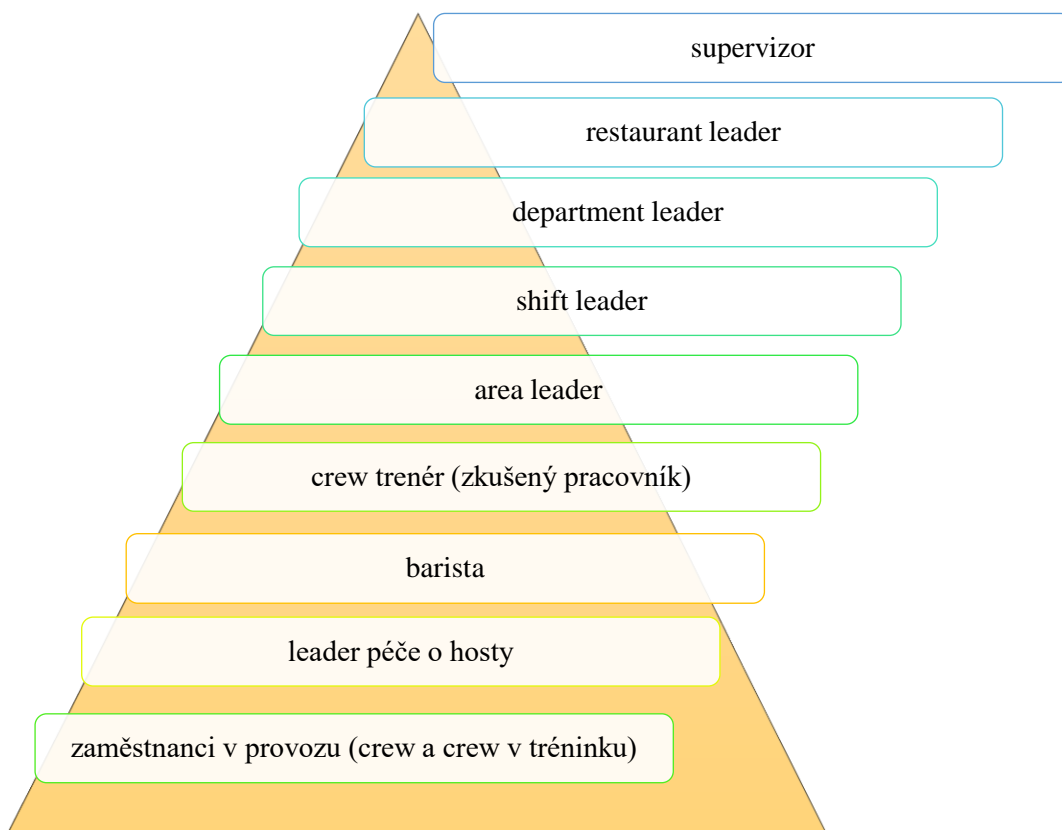 supervizor
restaurant leader
department leader
shift leader
area leader
crew trenér (zkušený pracovník)
barista
leader péče o hosty
zaměstnanci v provozu (crew a crew v tréninku)